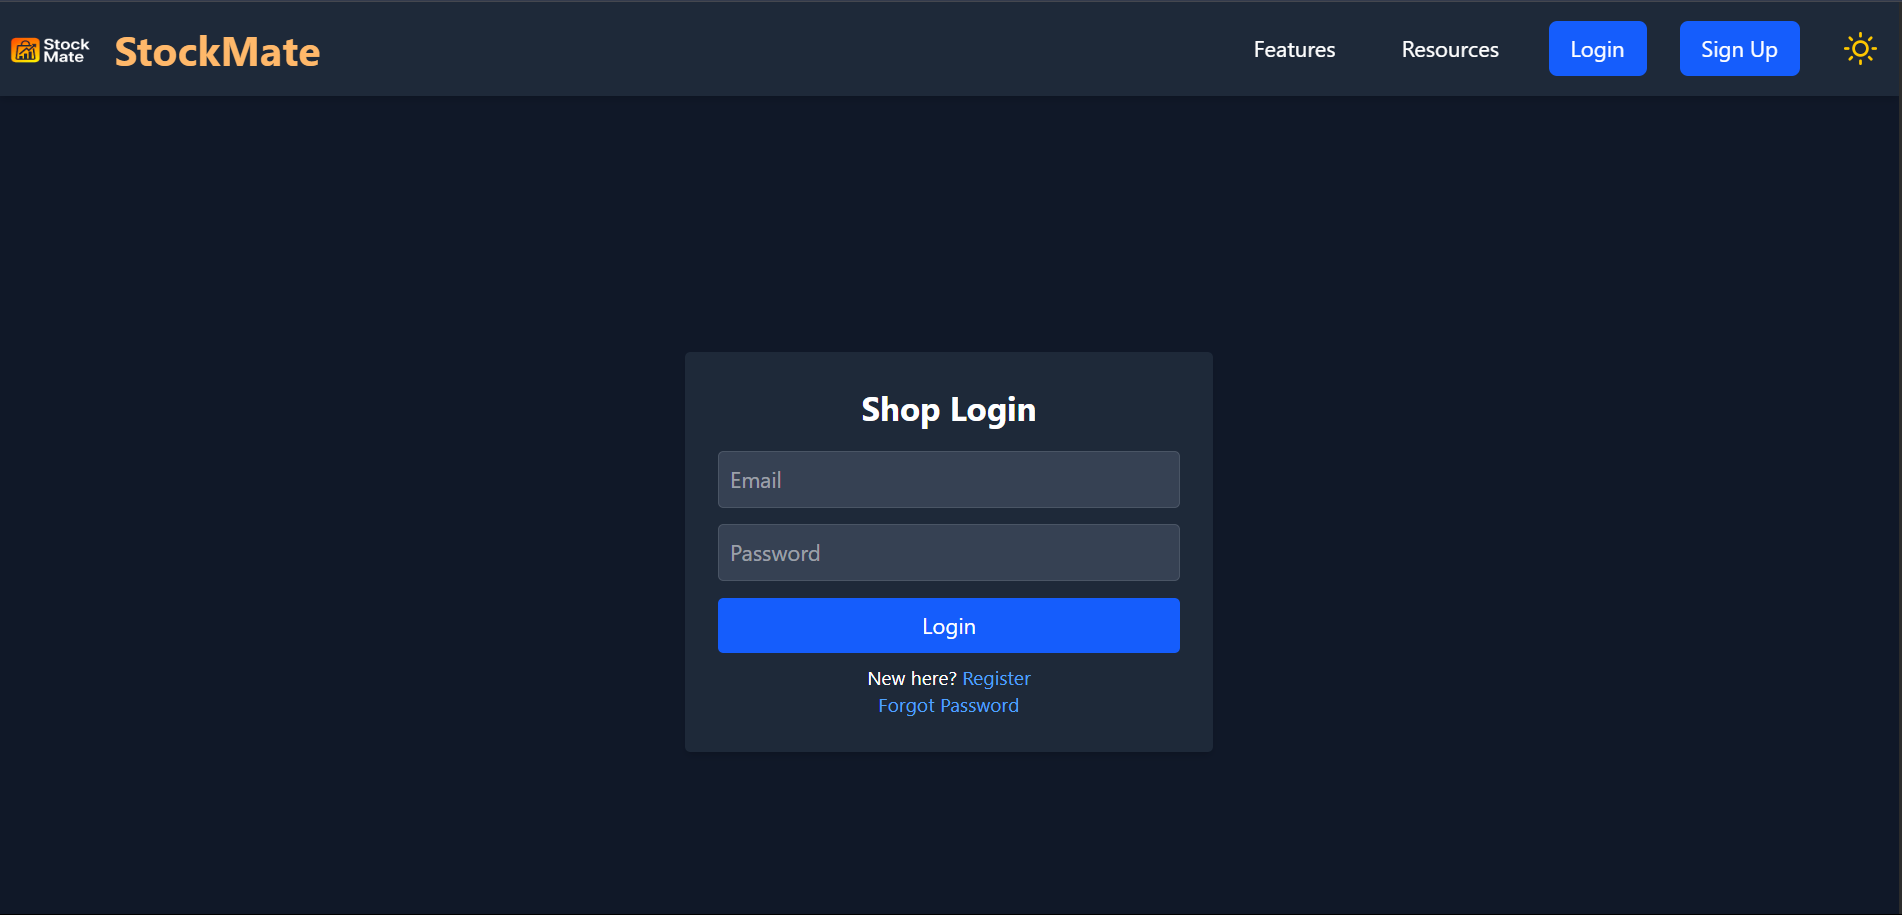 Stock
Mate
StockMate
Features
Resources
Login
Sign Up
Shop Login
Email
Password
Login
New here? Register
Forgot Password